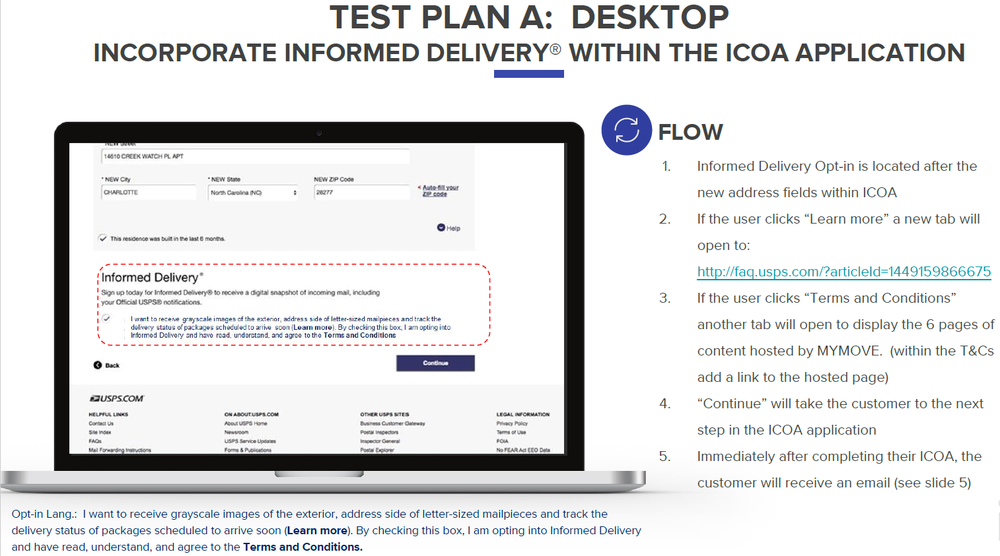 TEST PLAN A: DESKTOP
INCORPORATE INFORMED DELIVERY® WITHIN THE ICOA APPLICATION
NEW Street
14610 CREEK WATCH PL APT
* NEW City
* NEW State
NEW ZIP Code
CHARLOTTE
North Carolina (NC)
28277
< Auto-fill your
ZIP code
Help
This residence was built in the last 6 months.
Informed Delivery®
Sign up today for Informed Delivery® to receive a digital snapshot of incoming mail, including
your Official USPS® notifications.
I want to receive grayscale images of the exterior, address side of letter-sized mailpieces and track the
delivery status of packages scheduled to arrive soon (Learn more). By checking this box, I am opting into
Informed Delivery and have read, understand, and agree to the Terms and Conditions
Back
Continue
USPS.COM
HELPFUL LINKS
Contact Us
Site Index
FAQs
Mail Forwarding Instructions
ON ABOUT.USPS.COM
About USPS Home
Newsroom
USPS Service Updates
Forms & Publications
OTHER USPS SITES
Business Customer Gateway
Postal Inspectors
Inspector General
Postal Explorer
LEGAL INFORMATION
Privacy Policy
Terms of Use
FOIA
No FEAR Act EEO Data
FLOW
1. Informed Delivery Opt-in is located after the
new address fields within ICOA
2. If the user clicks “Learn more” a new tab will
open to:
http://faq.usps.com/?articleId=1449159866675
3. If the user clicks “Terms and Conditions”
another tab will open to display the 6 pages of
content hosted by MYMOVE. (within the T&Cs
add a link to the hosted page)
4. “Continue” will take the customer to the next
step in the ICOA application
5. Immediately after completing their ICOA, the
customer will receive an email (see slide 5)
Opt-in Lang.: I want to receive grayscale images of the exterior, address side of letter-sized mailpieces and track the
delivery status of packages scheduled to arrive soon (Learn more). By checking this box, I am opting into Informed Delivery
and have read, understand, and agree to the Terms and Conditions.